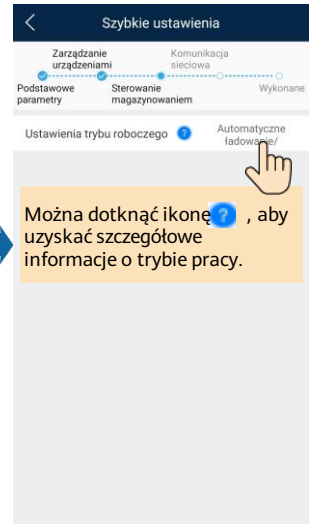 Szybkie ustawienia
Zarządzanie
urządzeniami
Komunikacja
sieciowa
Podstawowe
parametry
Sterowanie
magazynowaniem
Wykonane
Ustawienia trybu roboczego ?
Automatyczne
ładowanie/
Można dotknąć ikonę ? , aby
uzyskać szczegółowe
informacje o trybie pracy.